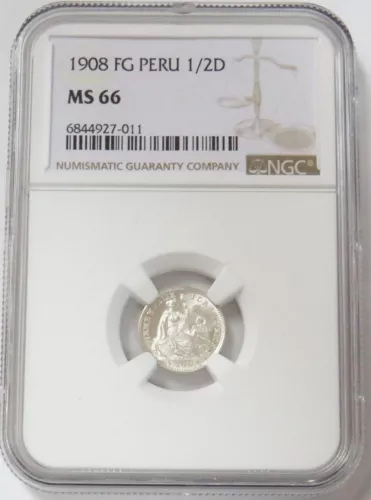 1908 FG PERU 1/2D
MS 66
6844927-011
NUMISMATIC GUARANTY COMPANY NGC®